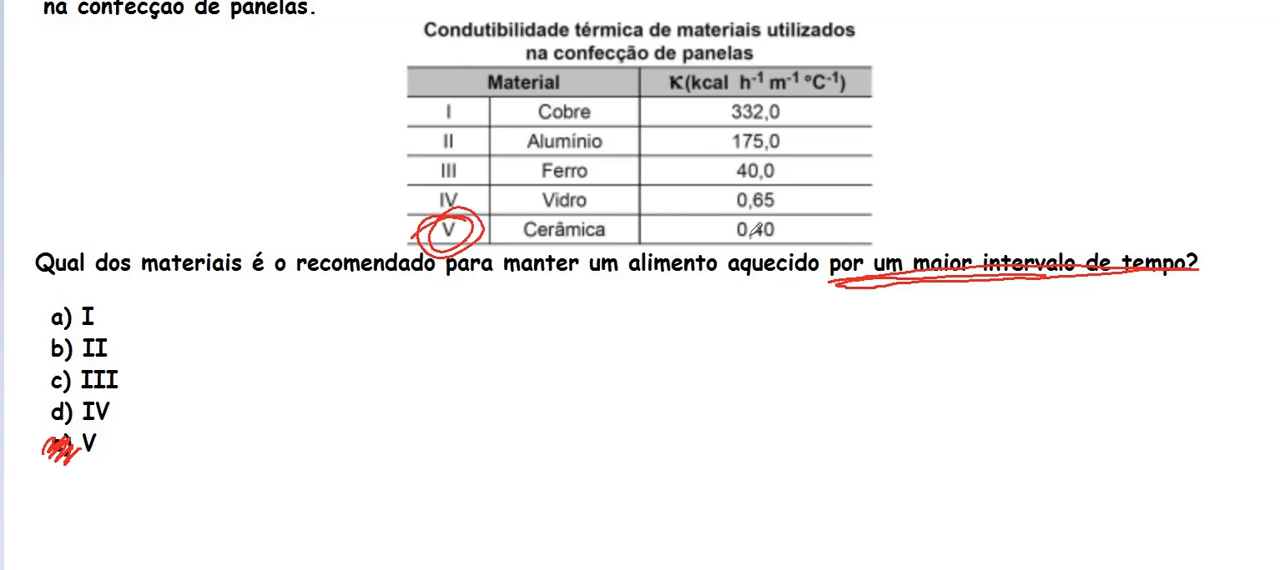 na confecção de panelas.
Condutibilidade térmica de materiais utilizados
na confecção de panelas
Material K(kcal h-1 m-1 °C-1)
I Cobre 332,0
II Alumínio 175,0
III Ferro 40,0
IV Vidro 0,65
V Cerâmica 0,40
Qual dos materiais é o recomendado para manter um alimento aquecido por um maior intervalo de tempo?
a) I
b) II
c) III
d) IV
V